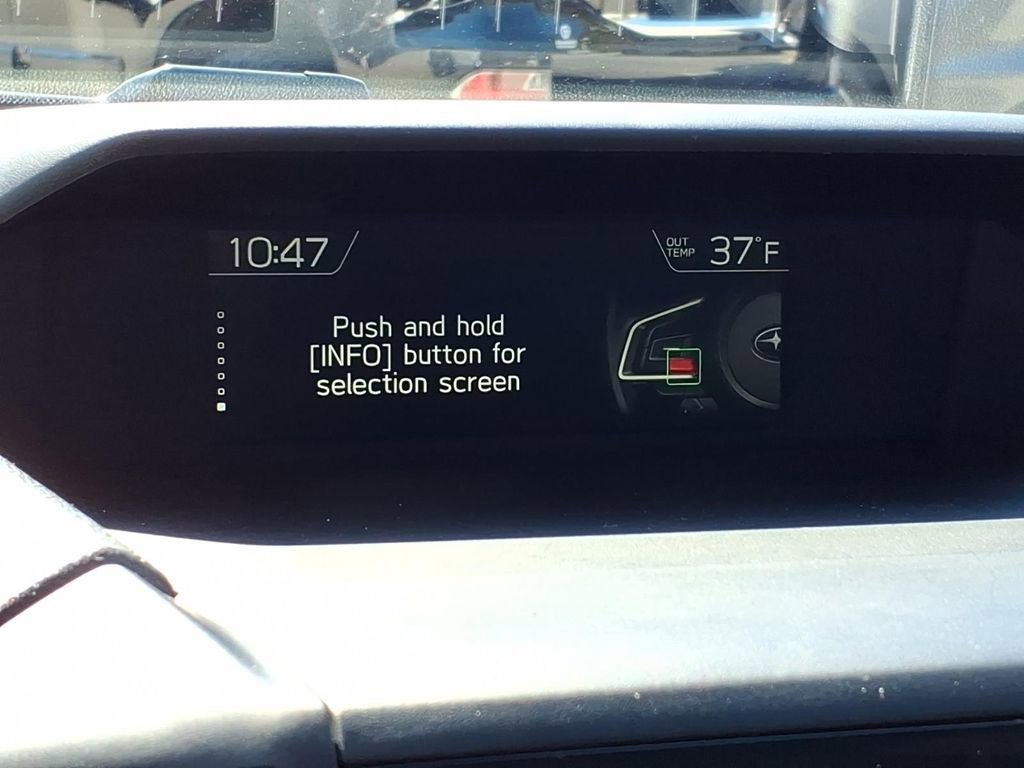 10:47
OUT
TEMP
37°F
Push and hold
[INFO] button for
selection screen